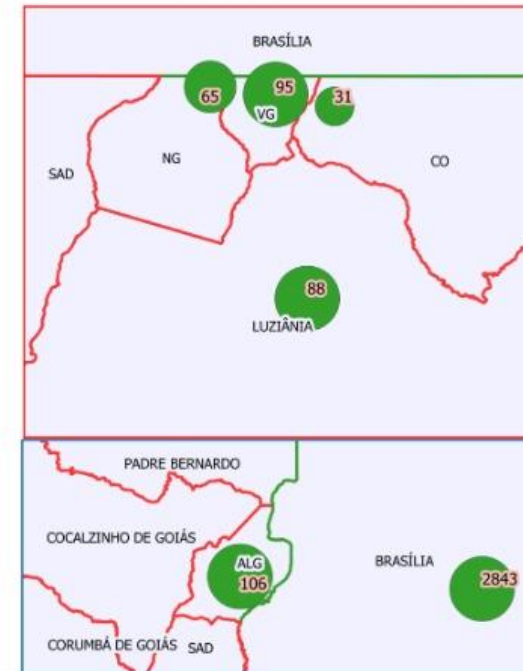 BRASÍLIA
65
95
31
VG
NG
CO
SAD
88
LUZIÂNIA
PADRE BERNARDO
COCALZINHO DE GOIÁS
ALG
BRASÍLIA
106
2843
CORUMBÁ DE GOIÁS
SAD